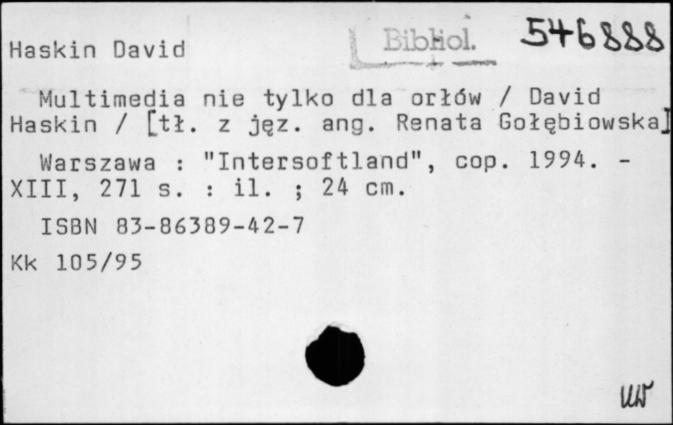 Haskin David
Bibliol. 546888
Multimedia nie tylko dla orłów / David
Haskin / [tł. z jęz. ang. Renata Gołębiowska]
Warszawa : "Intersoftland", cop. 1994. -
XIII, 271 s. : il. ; 24 cm.
ISBN 83-86389-42-7
Kk 105/95
UW